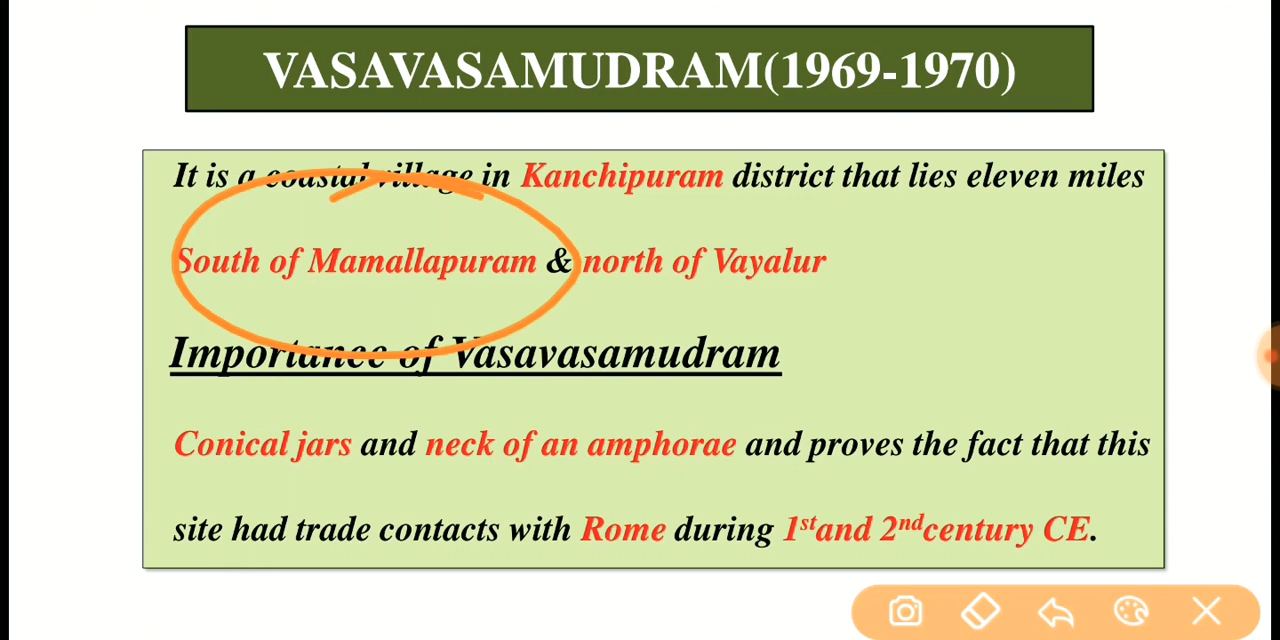 VASAVASAMUDRAM(1969-1970)
It is a coastal village in Kanchipuram district that lies eleven miles
South of Mamallapuram & north of Vayalur
Importance of Vasavasamudram
Conical jars and neck of an amphorae and proves the fact that this
site had trade contacts with Rome during 1st and 2nd century CE.